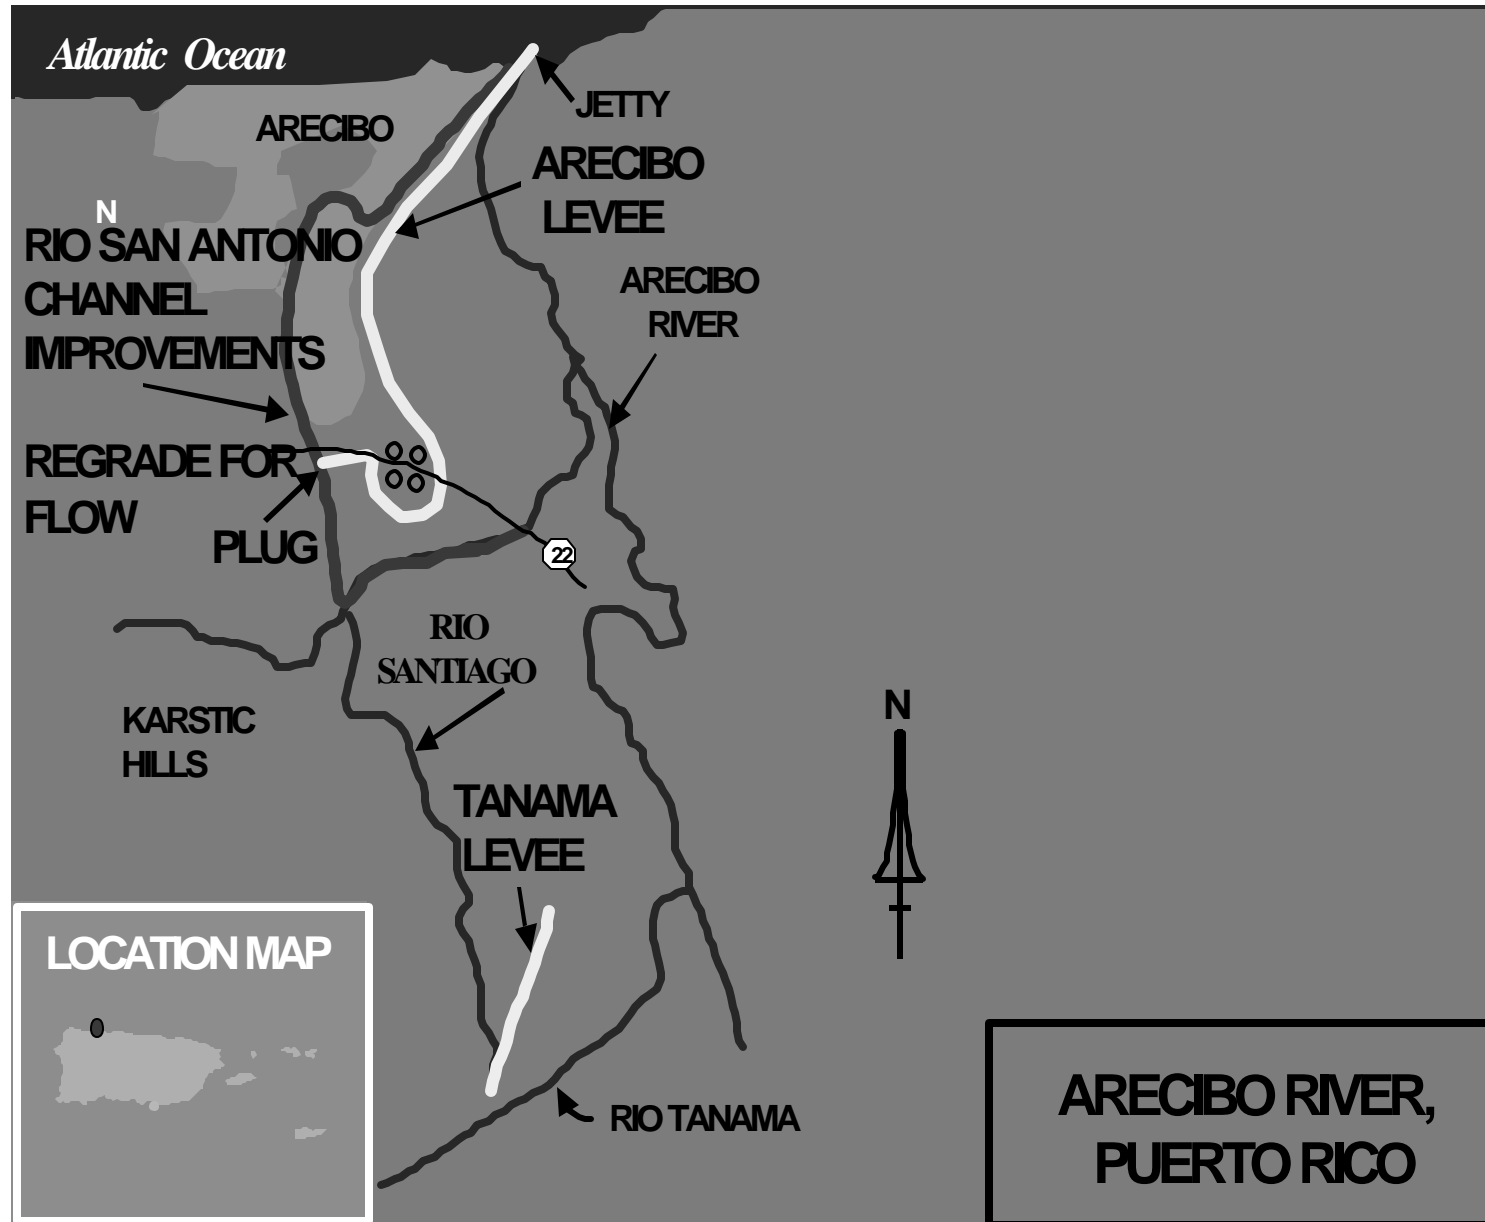 Atlantic Ocean
JETTY
ARECIBO
ARECIBO
LEVEE
N
RIO SAN ANTONIO
CHANNEL
IMPROVEMENTS
ARECIBO
RIVER
REGRADE FOR
FLOW
PLUG
22
RIO
SANTIAGO
KARSTIC
HILLS
N
TANAMA
LEVEE
LOCATION MAP
RIO TANAMA
ARECIBO RIVER,
PUERTO RICO